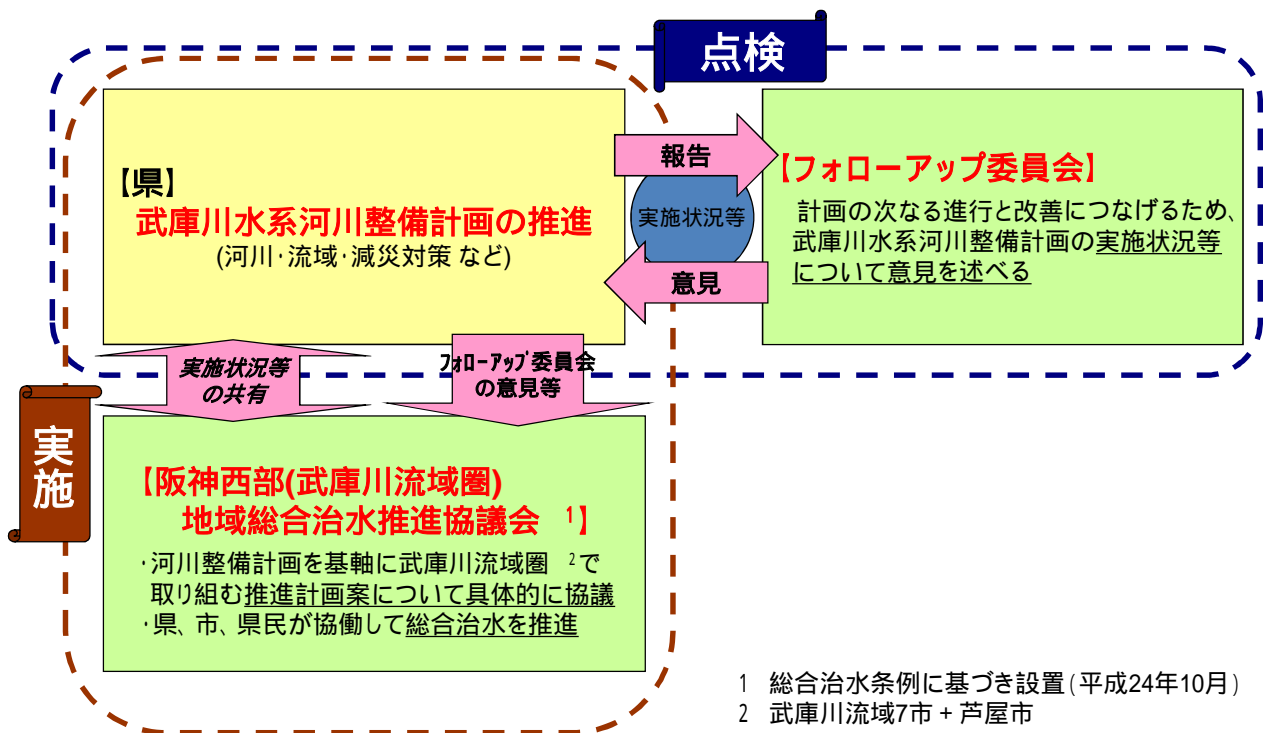 点検
【県】
武庫川水系河川整備計画の推進
(河川・流域・減災対策 など)
報告
実施状況等
意見
【フォローアップ委員会】
計画の次なる進行と改善につなげるため、
武庫川水系河川整備計画の実施状況等
について意見を述べる
実施状況等
の共有
フォローアップ委員会
の意見等
実施
【阪神西部(武庫川流域圏)
地域総合治水推進協議会 1】
・河川整備計画を基軸に武庫川流域圏 2で
取り組む推進計画案について具体的に協議
・県、市、県民が協働して総合治水を推進
1 総合治水条例に基づき設置(平成24年10月)
2 武庫川流域7市+芦屋市